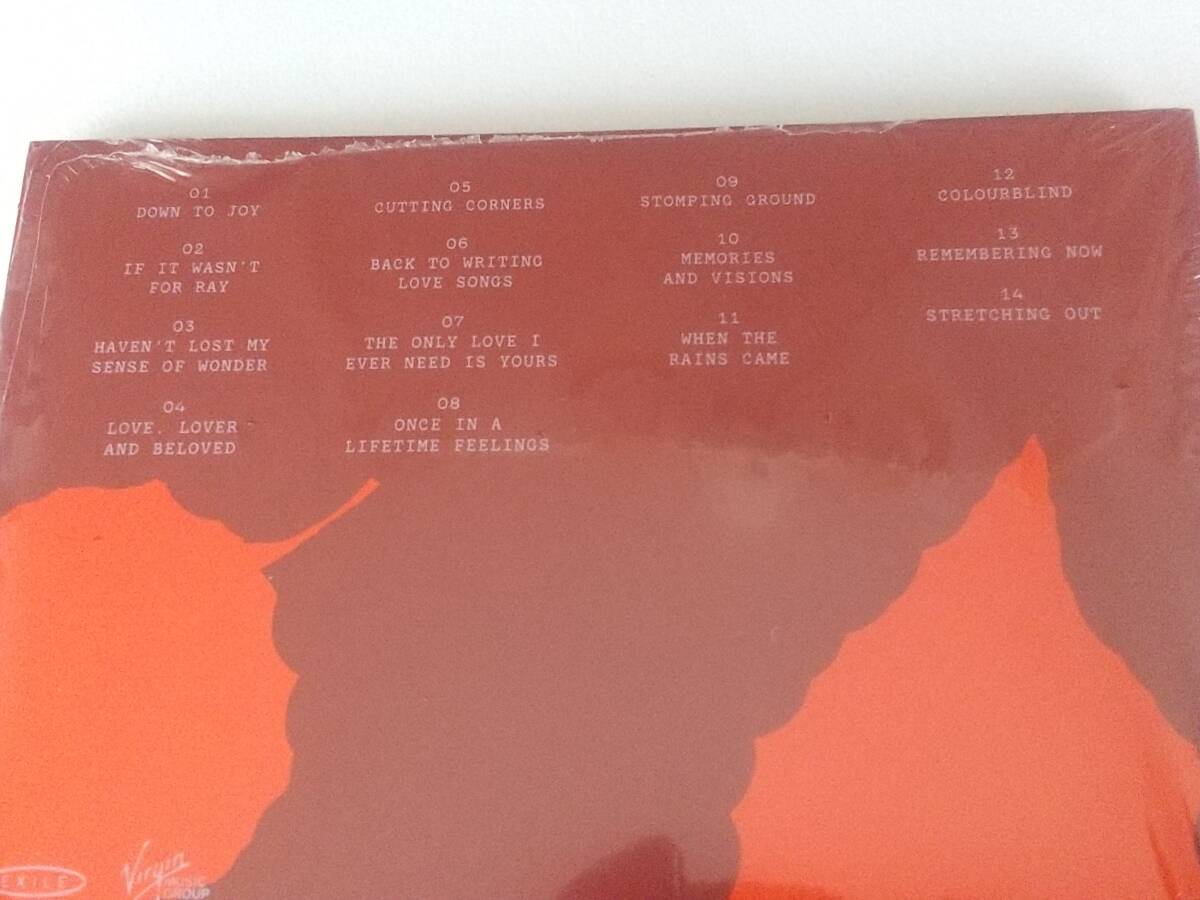 01
DOWN TO JOY
02
IF IT WASN'T
FOR RAY
03
HAVEN'T LOST MY
SENSE OF WONDER
04
LOVE, LOVER
AND BELOVED
05
CUTTING CORNERS
06
BACK TO WRITING
LOVE SONGS
07
THE ONLY LOVE I
EVER NEED IS YOURS
08
ONCE IN A
LIFETIME FEELINGS
09
STOMPING GROUND
10
MEMORIES
AND VISIONS
11
WHEN THE
RAINS CAME
12
COLOURBLIND
13
REMEMBERING NOW
14
STRETCHING OUT
EXILE
Virgin
MUSIC
GROUP